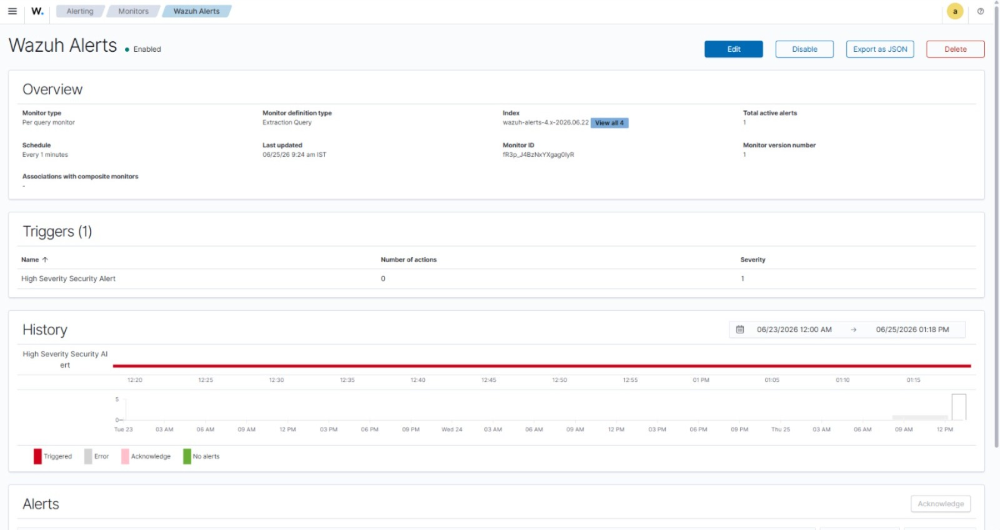 W. Alerting Monitors Wazuh Alerts a
Wazuh Alerts Enabled Edit Disable Export as JSON Delete
Overview
Monitor type Monitor definition type Index Total active alerts
Per query monitor Extraction Query wazuh-alerts-4.x-2026.06.22 View all 4 1
Schedule Last updated Monitor ID Monitor version number
Every 1 minutes 06/25/26 9:24 am IST 1
Associations with composite monitors
-
Triggers (1)
Name ↑ Number of actions Severity
High Severity Security Alert 0 1
History 06/23/2026 12:00 AM → 06/25/2026 01:18 PM
High Severity Security Al
ert
12:20 12:25 12:30 12:35 12:40 12:45 12:50 12:55 01 PM 01:05 01:10 01:15
5
0
Tue 23 03 AM 06 AM 09 AM 12 PM 03 PM 06 PM 09 PM Wed 24 03 AM 06 AM 09 AM 12 PM 03 PM 06 PM 09 PM Thu 25 03 AM 06 AM 09 AM 12 PM
Triggered Error Acknowledge No alerts
Alerts Acknowledge